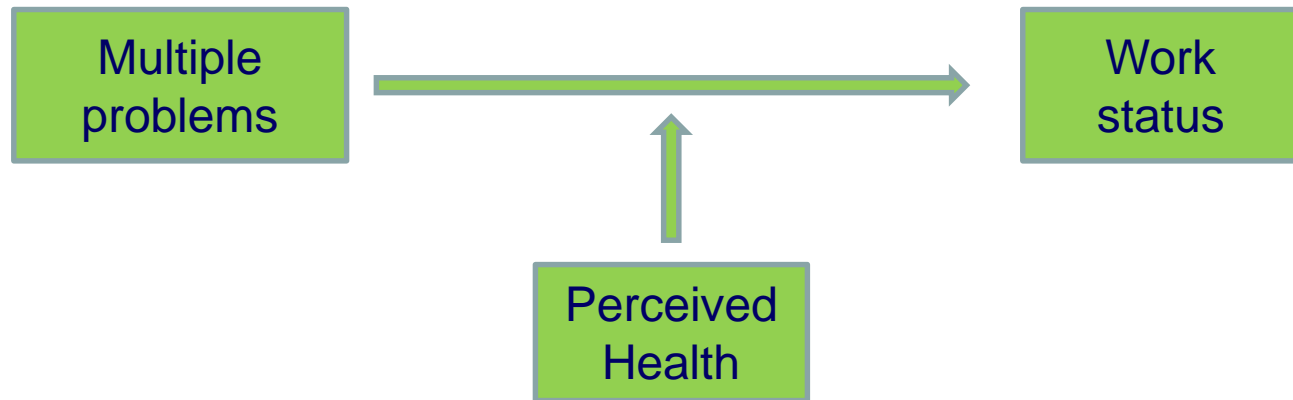 Multiple
problems
Work
status
Perceived
Health